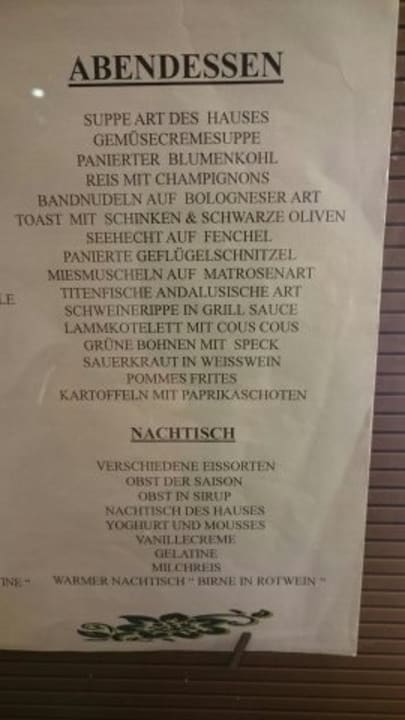 ABENDESSEN
SUPPE ART DES HAUSES
GEMÜSECREMESUPPE
PANIERTER BLUMENKOHL
REIS MIT CHAMPIGNONS
BANDNUDELN AUF BOLOGNESER ART
TOAST MIT SCHINKEN & SCHWARZE OLIVEN
SEEHECHT AUF FENCHEL
PANIERTE GEFLÜGELSCHNITZEL
MIESMUSCHELN AUF MATROSENART
LE TITENFISCHE ANDALUSISCHE ART
SCHWEINERIPPE IN GRILL SAUCE
LAMMKOTELETT MIT COUS COUS
GRÜNE BOHNEN MIT SPECK
SAUERKRAUT IN WEISSWEIN
POMMES FRITES
KARTOFFELN MIT PAPRIKASCHOTEN
NACHTISCH
VERSCHIEDENE EISSORTEN
OBST DER SAISON
OBST IN SIRUP
NACHTISCH DES HAUSES
YOGHURT UND MOUSSES
VANILLECREME
GELATINE
MILCHREIS
TINE “ WARMER NACHTISCH “ BIRNE IN ROTWEIN “